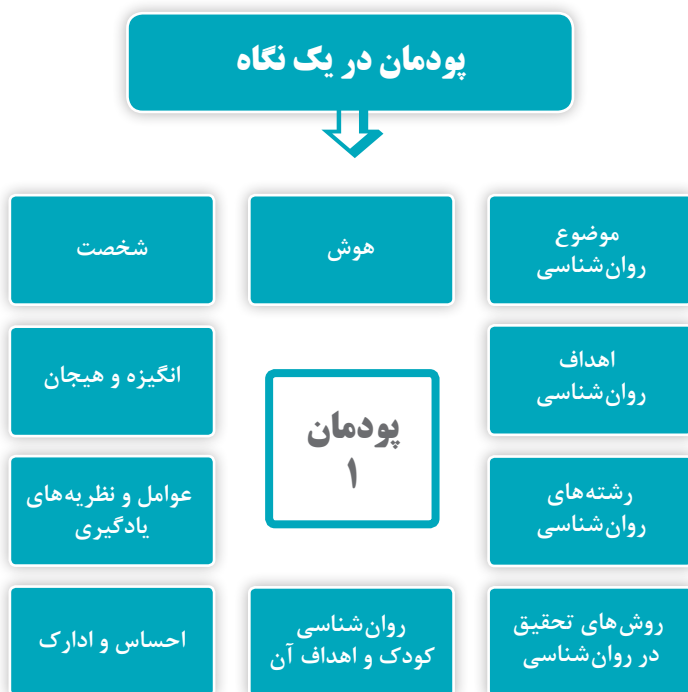 پودمان در یک نگاه
موضوع
روان‌شناسی
هوش
شخصت
اهداف
روان‌شناسی
انگیزه و هیجان
پودمان
۱
رشته‌های
روان‌شناسی
عوامل و نظریه‌های
یادگیری
روش‌های تحقیق
در روان‌شناسی
روان‌شناسی
کودک و اهداف آن
احساس و ادارک